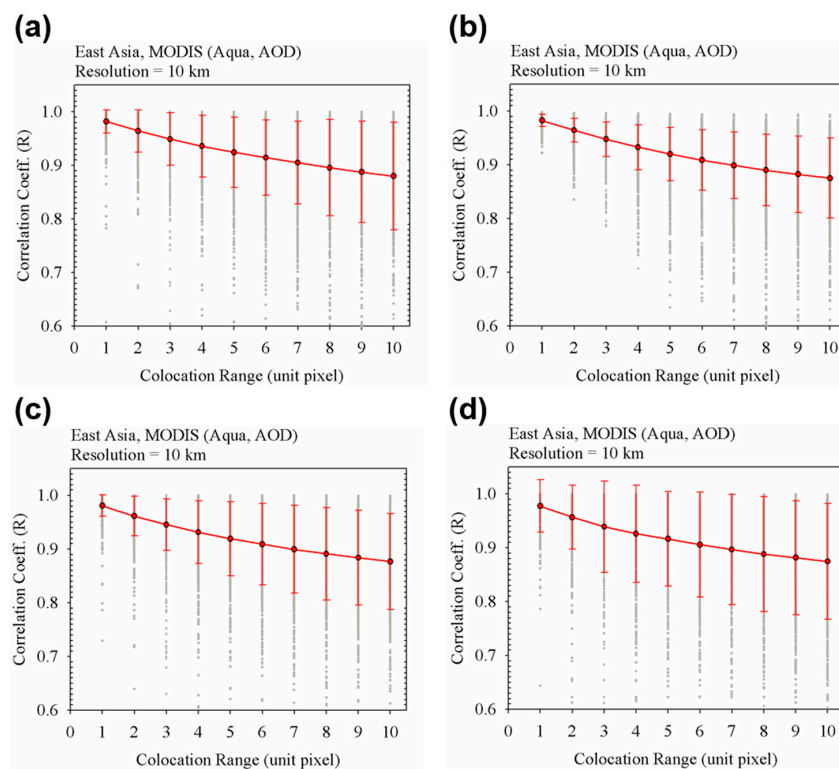 (a)
East Asia, MODIS (Aqua, AOD)
Resolution = 10 km
1.0
0.9
0.8
0.7
0.6
Correlation Coeff. (R)
0 1 2 3 4 5 6 7 8 9 10
Colocation Range (unit pixel)
(b)
East Asia, MODIS (Aqua, AOD)
Resolution = 10 km
1.0
0.9
0.8
0.7
0.6
Correlation Coeff. (R)
0 1 2 3 4 5 6 7 8 9 10
Colocation Range (unit pixel)
(c)
East Asia, MODIS (Aqua, AOD)
Resolution = 10 km
1.0
0.9
0.8
0.7
0.6
Correlation Coeff. (R)
0 1 2 3 4 5 6 7 8 9 10
Colocation Range (unit pixel)
(d)
East Asia, MODIS (Aqua, AOD)
Resolution = 10 km
1.0
0.9
0.8
0.7
0.6
Correlation Coeff. (R)
0 1 2 3 4 5 6 7 8 9 10
Colocation Range (unit pixel)